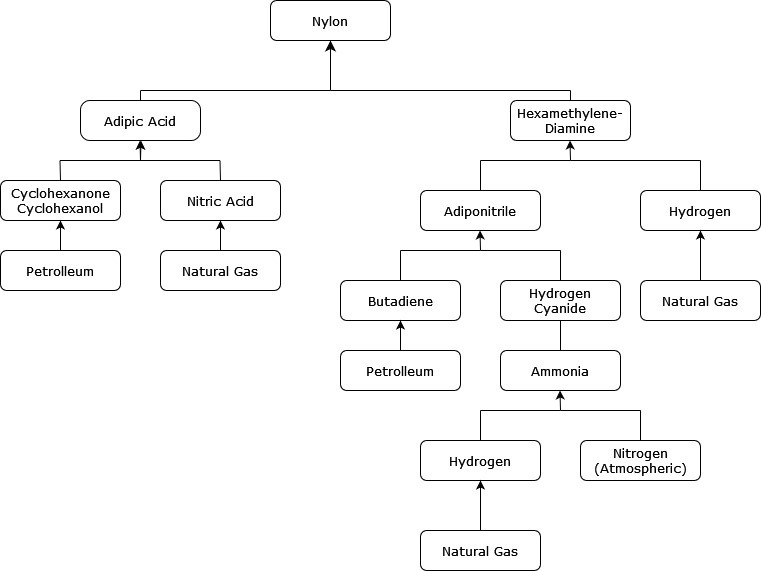 Nylon
Adipic Acid
Hexamethylene-
Diamine
Cyclohexanone
Cyclohexanol
Nitric Acid
Adiponitrile
Hydrogen
Petrolleum
Natural Gas
Butadiene
Hydrogen
Cyanide
Natural Gas
Petrolleum
Ammonia
Hydrogen
Nitrogen
(Atmospheric)
Natural Gas